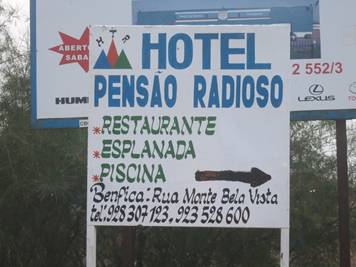 ABERTO
SABA
H T B
HOTEL
PENSÃO RADIOSO
2 552/3
HUM
LEXUS
*RESTAURANTE
*ESPLANADA
*PISCINA
Benfica: Rua Monte Bela Vista
tel: 928 307 123, 923 528 600